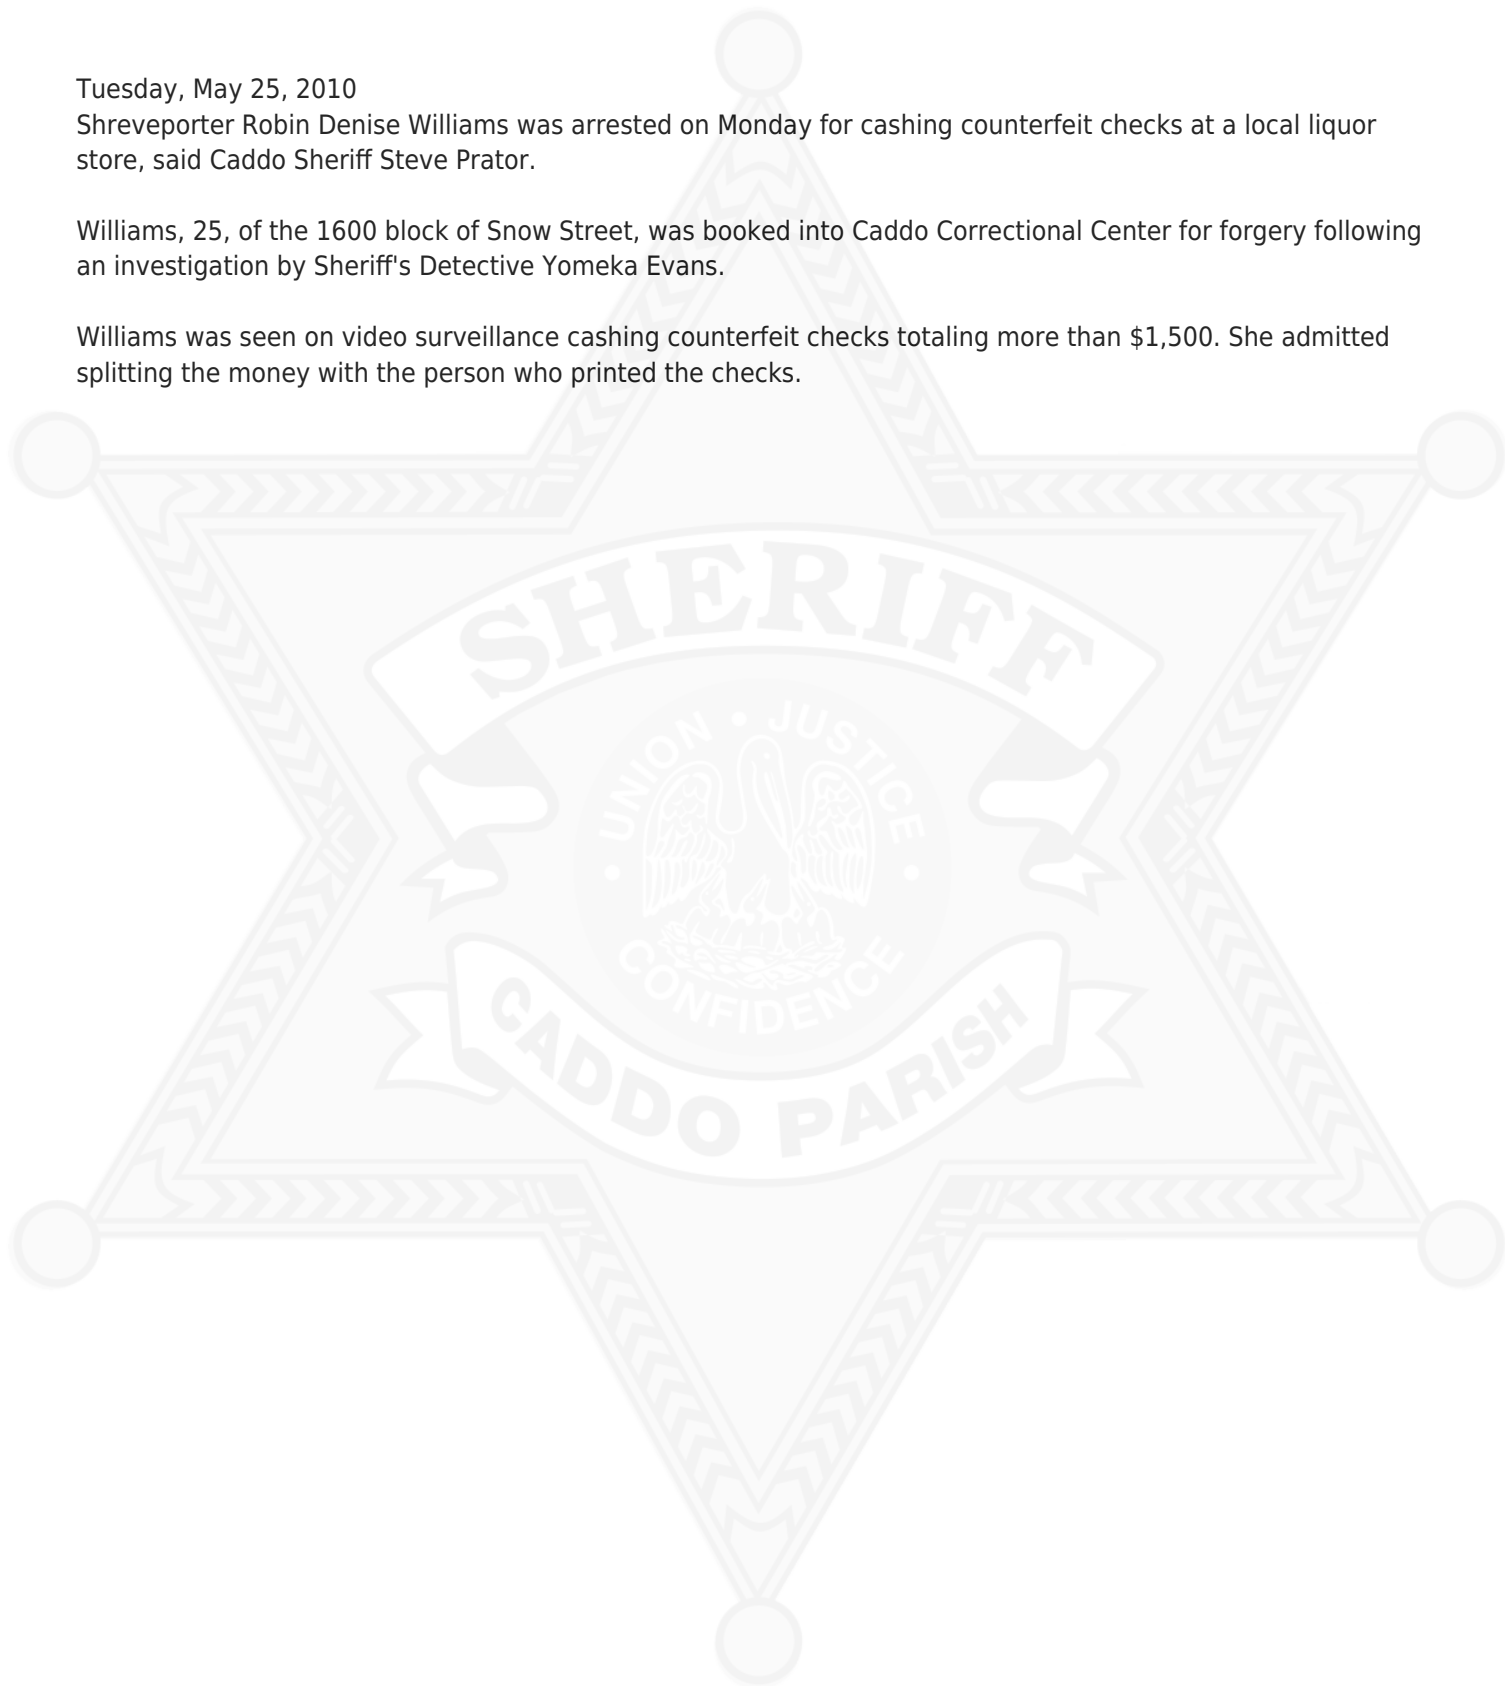 Tuesday, May 25, 2010
Shreveporter Robin Denise Williams was arrested on Monday for cashing counterfeit checks at a local liquor
store, said Caddo Sheriff Steve Prator.
Williams, 25, of the 1600 block of Snow Street, was booked into Caddo Correctional Center for forgery following
an investigation by Sheriff's Detective Yomeka Evans.
Williams was seen on video surveillance cashing counterfeit checks totaling more than $1,500. She admitted
splitting the money with the person who printed the checks.
SHERIFF
UNION • JUSTICE
• CONFIDENCE •
CADDO PARISH